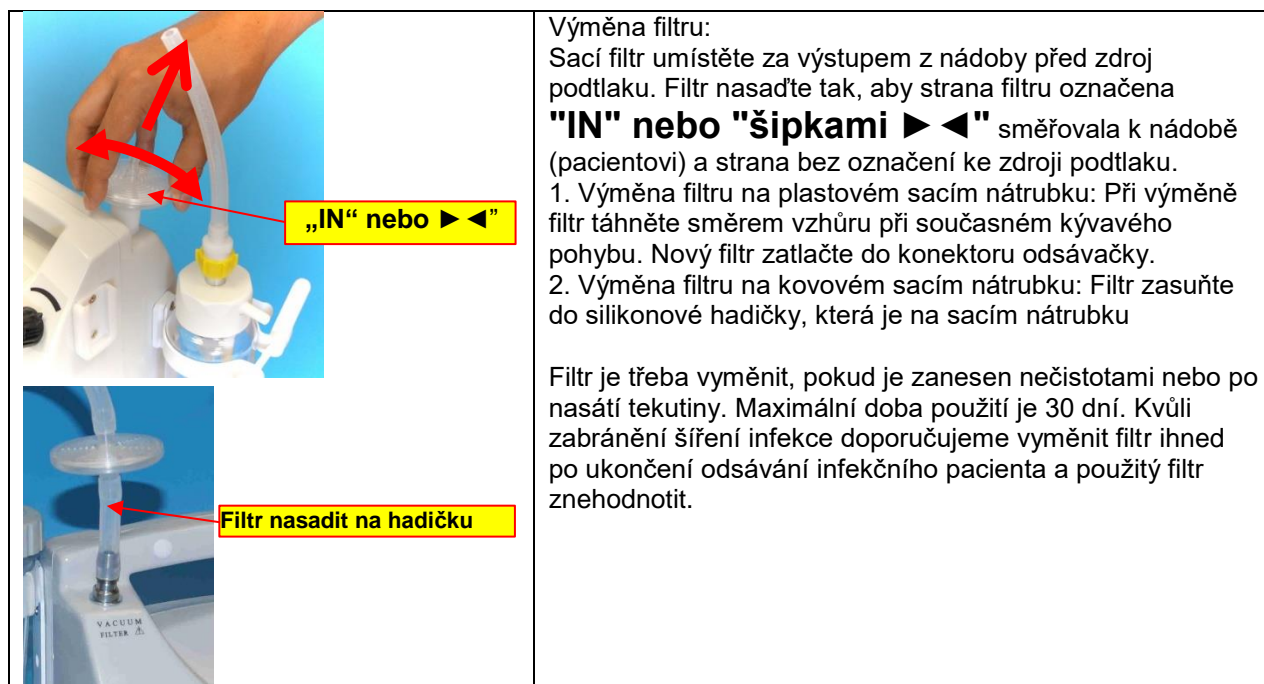 „IN“ nebo ►◄”
Filtr nasadit na hadičku
VACUUM
FILTER ⚠
Výměna filtru:
Sací filtr umístěte za výstupem z nádoby před zdroj
podtlaku. Filtr nasaďte tak, aby strana filtru označena
"IN" nebo "šipkami ►◄" směřovala k nádobě
(pacientovi) a strana bez označení ke zdroji podtlaku.
1. Výměna filtru na plastovém sacím nátrubku: Při výměně
filtr táhněte směrem vzhůru při současném kývavého
pohybu. Nový filtr zatlačte do konektoru odsávačky.
2. Výměna filtru na kovovém sacím nátrubku: Filtr zasuňte
do silikonové hadičky, která je na sacím nátrubku
Filtr je třeba vyměnit, pokud je zanesen nečistotami nebo po
nasátí tekutiny. Maximální doba použití je 30 dní. Kvůli
zabránění šíření infekce doporučujeme vyměnit filtr ihned
po ukončení odsávání infekčního pacienta a použitý filtr
znehodnotit.